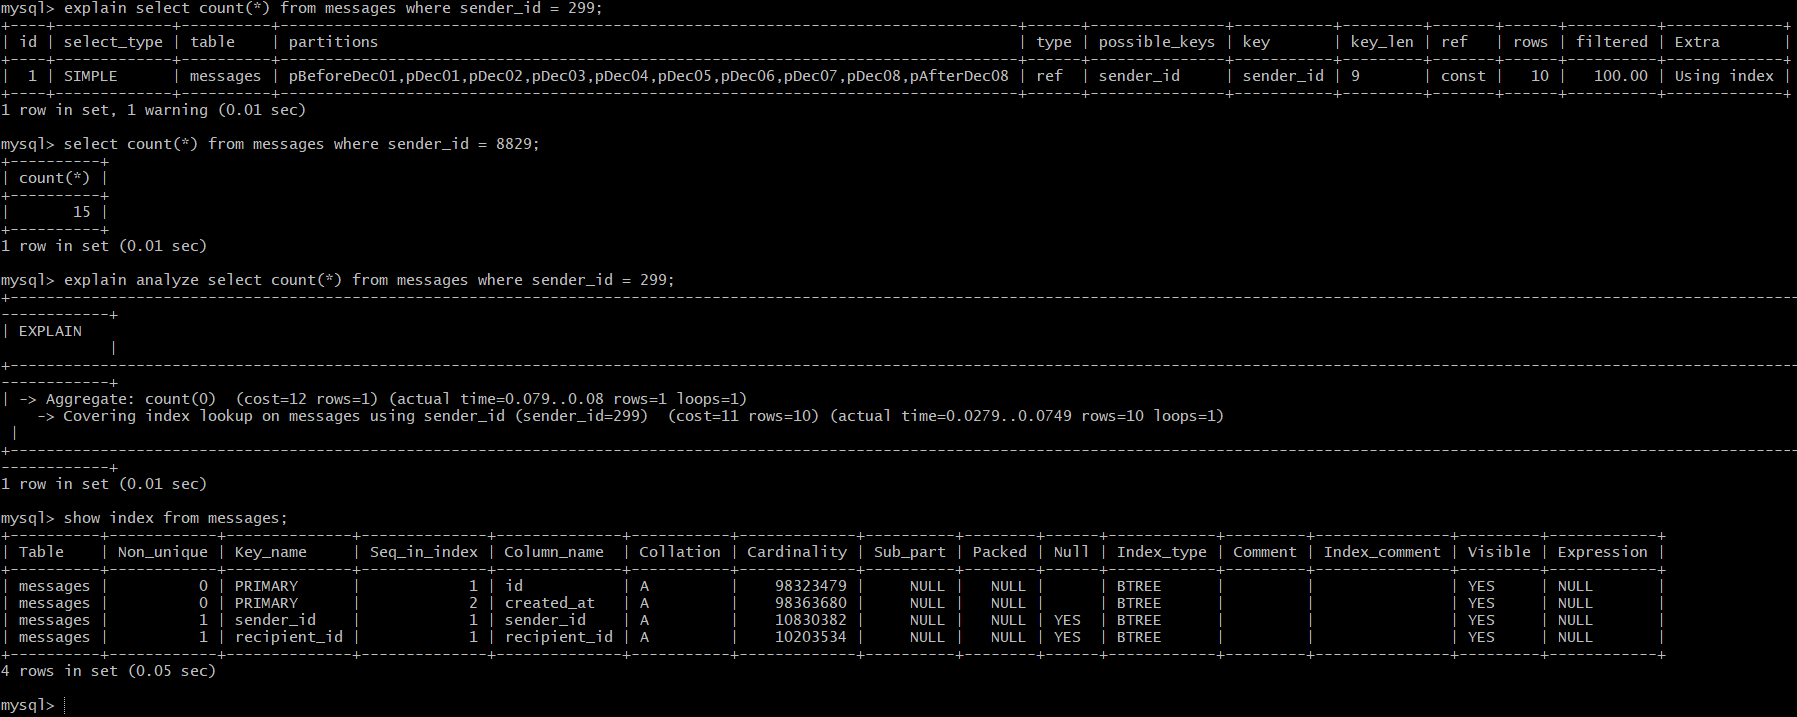 mysql> explain select count(*) from messages where sender_id = 299;
| id | select_type | table | partitions | type | possible_keys | key | key_len | ref | rows | filtered | Extra |
| 1 | SIMPLE | messages | pBeforeDec01,pDec01,pDec02,pDec03,pDec04,pDec05,pDec06,pDec07,pDec08,pAfterDec08 | ref | sender_id | sender_id | 9 | const | 10 | 100.00 | Using index |
1 row in set, 1 warning (0.01 sec)
mysql> select count(*) from messages where sender_id = 8829;
| count(*) |
| 15 |
1 row in set (0.01 sec)
mysql> explain analyze select count(*) from messages where sender_id = 299;
| EXPLAIN
|
| -> Aggregate: count(0) (cost=12 rows=1) (actual time=0.079..0.08 rows=1 loops=1)
-> Covering index lookup on messages using sender_id (sender_id=299) (cost=11 rows=10) (actual time=0.0279..0.0749 rows=10 loops=1)
|
1 row in set (0.01 sec)
mysql> show index from messages;
| Table | Non_unique | Key_name | Seq_in_index | Column_name | Collation | Cardinality | Sub_part | Packed | Null | Index_type | Comment | Index_comment | Visible | Expression |
| messages | 0 | PRIMARY | 1 | id | A | 98323479 | NULL | NULL | | BTREE | | | YES | NULL |
| messages | 0 | PRIMARY | 2 | created_at | A | 98363680 | NULL | NULL | | BTREE | | | YES | NULL |
| messages | 1 | sender_id | 1 | sender_id | A | 10830382 | NULL | NULL | YES | BTREE | | | YES | NULL |
| messages | 1 | recipient_id | 1 | recipient_id | A | 10203534 | NULL | NULL | YES | BTREE | | | YES | NULL |
4 rows in set (0.05 sec)
mysql>